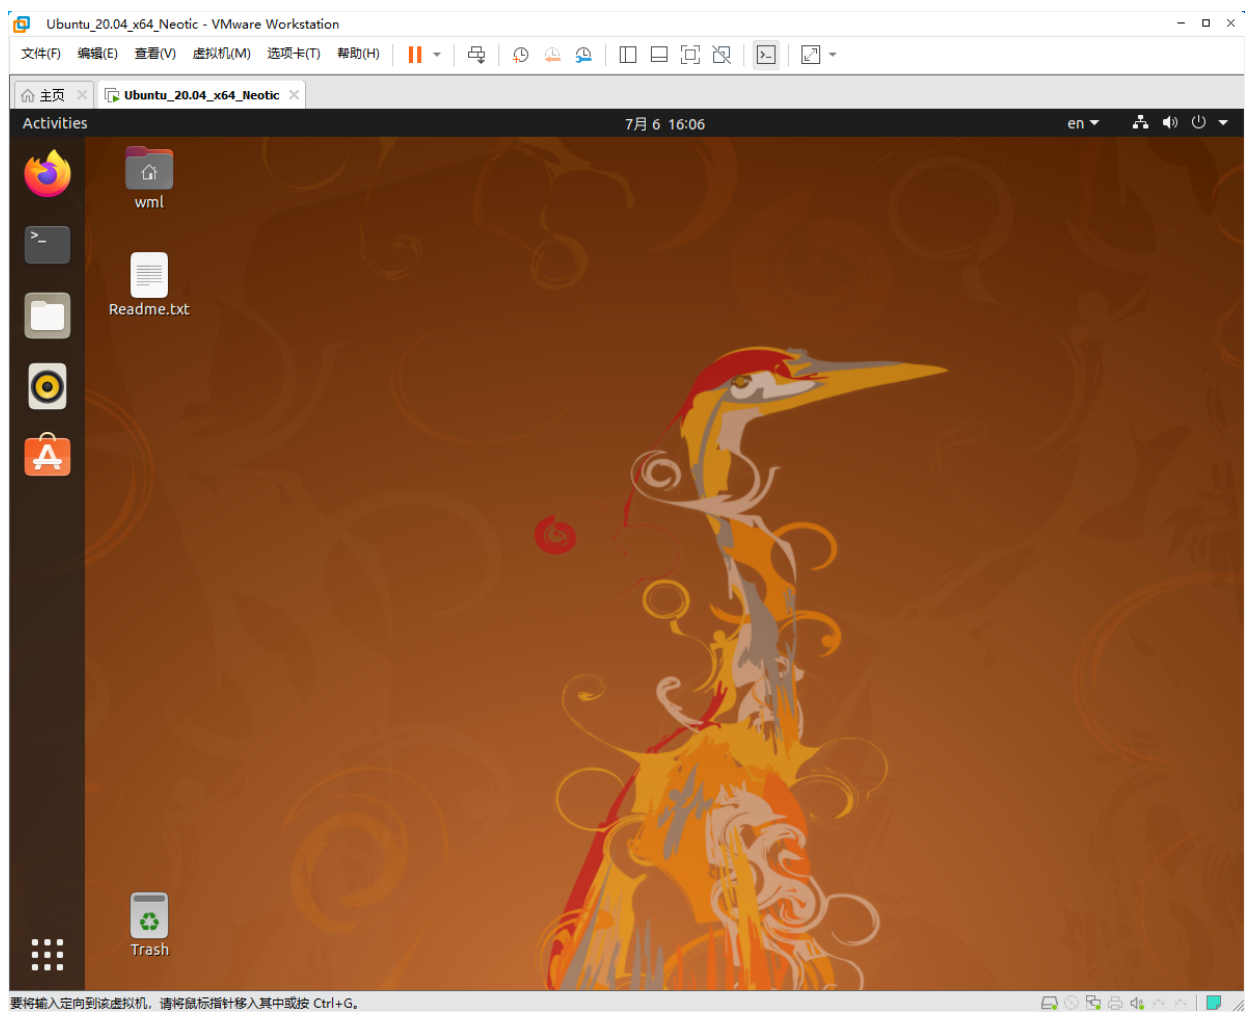 Ubuntu_20.04_x64_Neotic - VMware Workstation
文件(F) 编辑(E) 查看(V) 虚拟机(M) 选项卡(T) 帮助(H)
主页 Ubuntu_20.04_x64_Neotic
Activities 7月 6 16:06 en
wml
Readme.txt
Trash
要将输入定向到该虚拟机，请将鼠标指针移入其中或按 Ctrl+G。